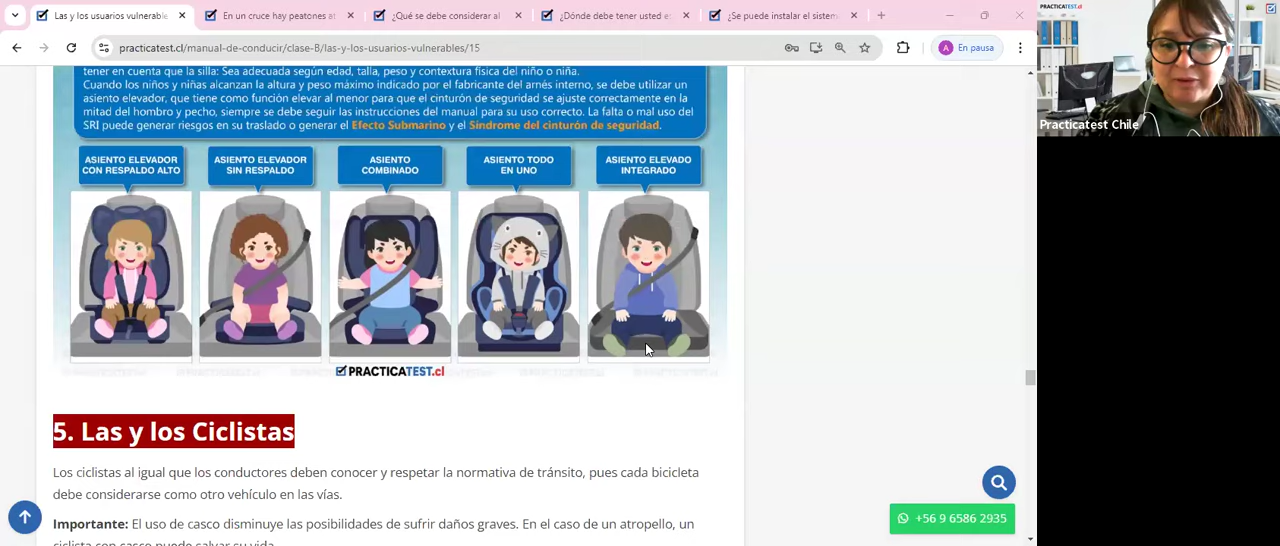 Las y los usuarios vulnerable
En un cruce hay peatones at
¿Qué se debe considerar al
¿Dónde debe tener usted e
¿Se puede instalar el sistem
practicatest.cl/manual-de-conducir/clase-B/las-y-los-usuarios-vulnerables/15
A En pausa
PRACTICATEST.cl
Practicatest Chile
tener en cuenta que la silla: Sea adecuada según edad, talla, peso y contextura física del niño o niña.
Cuando los niños y niñas alcanzan la altura y peso máximo indicado por el fabricante del arnés interno, se debe utilizar un
asiento elevador, que tiene como función elevar al menor para que el cinturón de seguridad se ajuste correctamente en la
mitad del hombro y pecho, siempre se debe seguir las instrucciones del manual para su uso correcto. La falta o mal uso del
SRI puede generar riesgos en su traslado o generar el Efecto Submarino y el Síndrome del cinturón de seguridad.
ASIENTO ELEVADOR
CON RESPALDO ALTO
ASIENTO ELEVADOR
SIN RESPALDO
ASIENTO
COMBINADO
ASIENTO TODO
EN UNO
ASIENTO ELEVADO
INTEGRADO
PRACTICATEST.cl
5. Las y los Ciclistas
Los ciclistas al igual que los conductores deben conocer y respetar la normativa de tránsito, pues cada bicicleta
debe considerarse como otro vehículo en las vías.
Importante: El uso de casco disminuye las posibilidades de sufrir daños graves. En el caso de un atropello, un
ciclista con casco puede salvar su vida.
+56 9 6586 2935